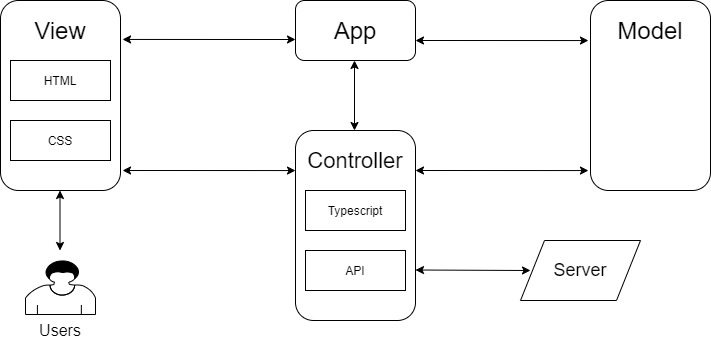 View
App
Model
HTML
CSS
Controller
Typescript
API
Server
Users